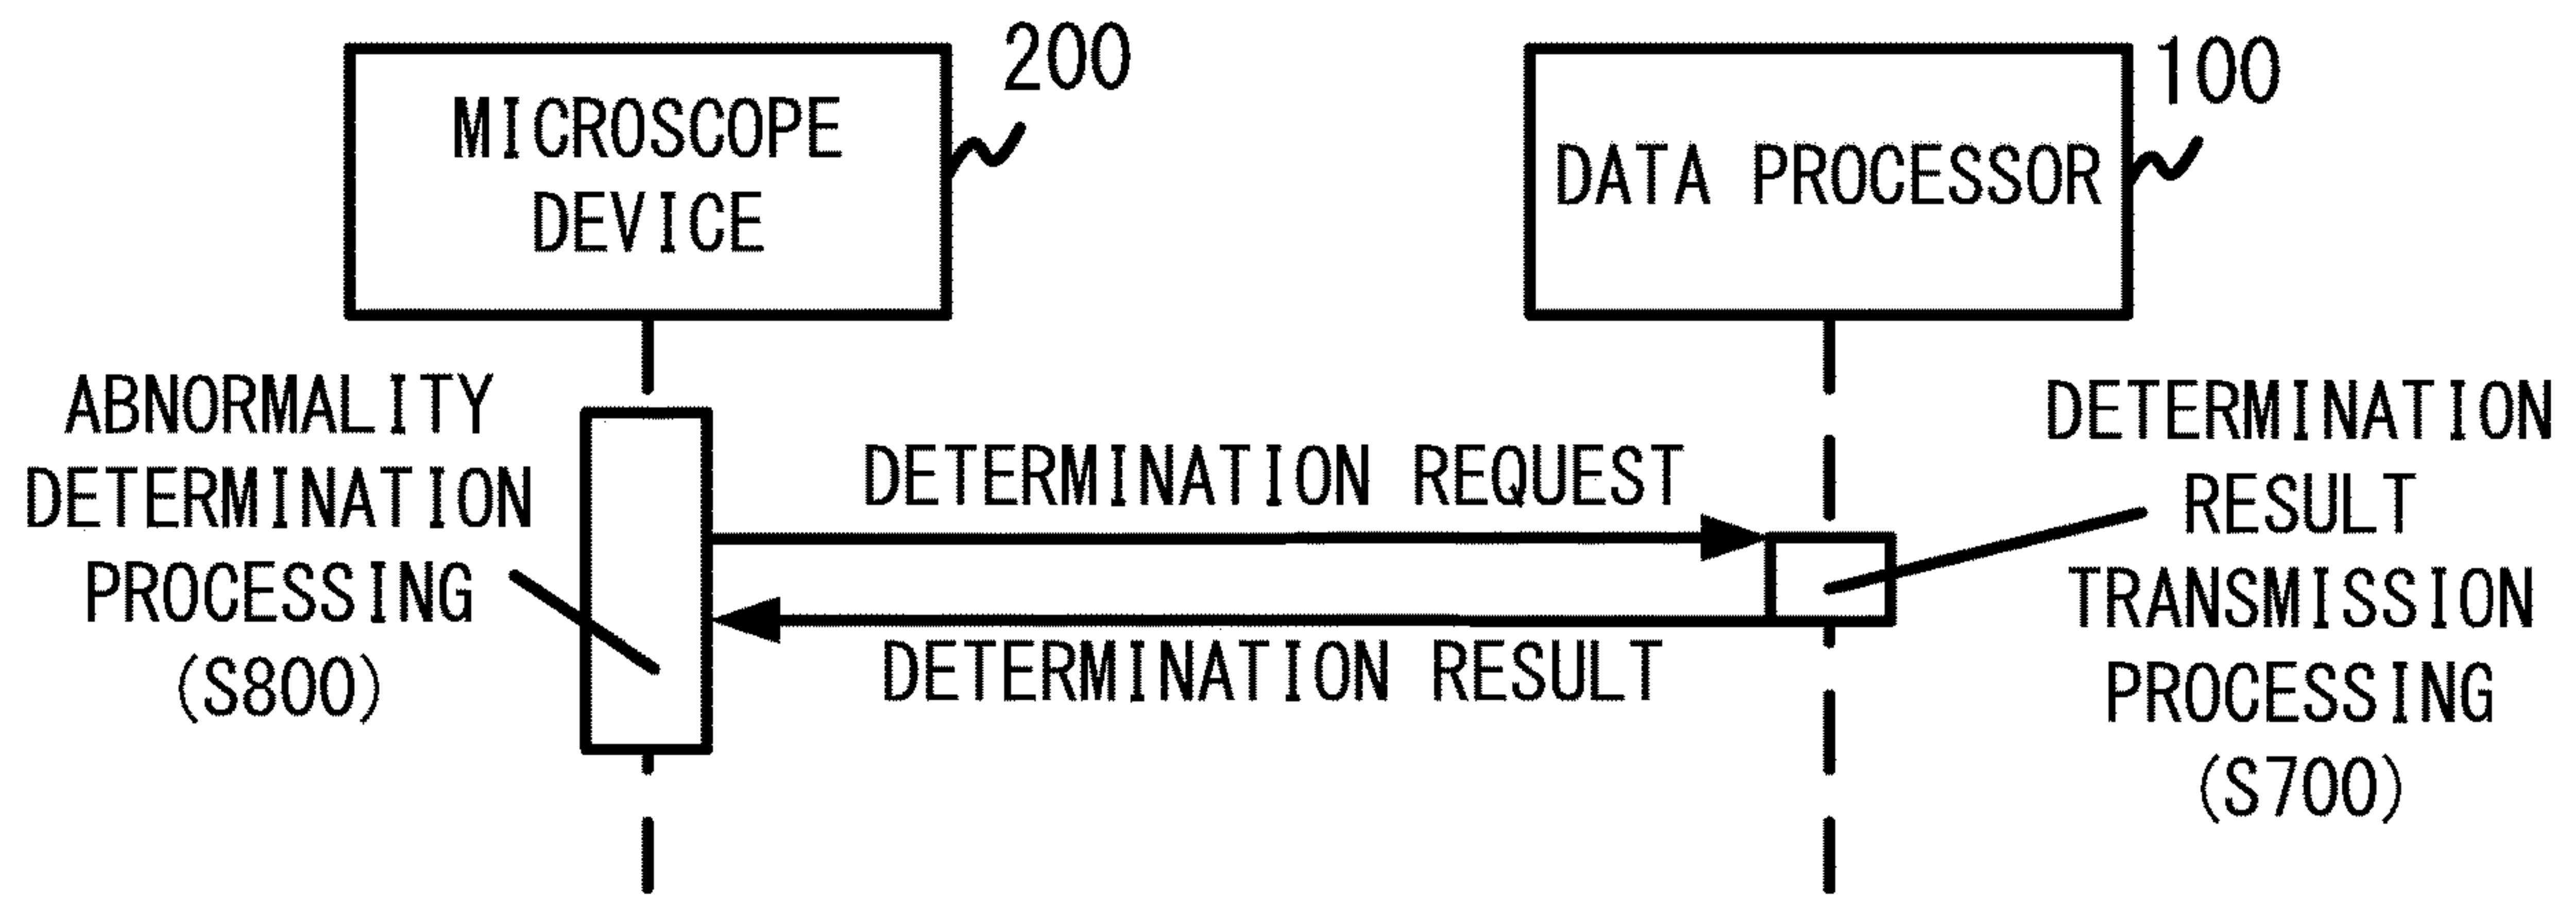 200
MICROSCOPE
DEVICE
100
DATA PROCESSOR
ABNORMALITY
DETERMINATION
PROCESSING
(S800)
DETERMINATION REQUEST
DETERMINATION RESULT
DETERMINATION
RESULT
TRANSMISSION
PROCESSING
(S700)